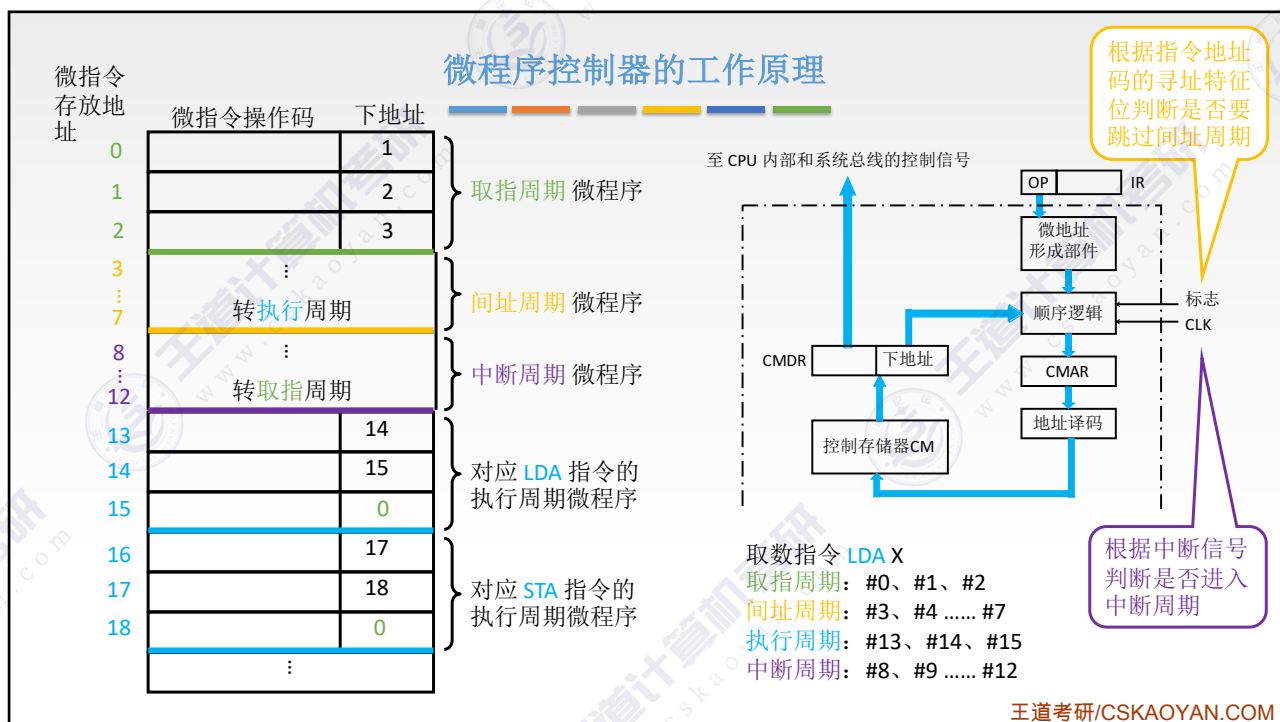 微程序控制器的工作原理
微指令
存放地
址
微指令操作码 下地址
0 1
1 2
2 3
取指周期 微程序
3
⋮
7
⋮
转执行周期
间址周期 微程序
8
⋮
12
⋮
转取指周期
中断周期 微程序
13 14
14 15
15 0
对应 LDA 指令的
执行周期微程序
16 17
17 18
18 0
对应 STA 指令的
执行周期微程序
⋮
至 CPU 内部和系统总线的控制信号
OP IR
微地址
形成部件
顺序逻辑
标志
CLK
CMDR 下地址
CMAR
地址译码
控制存储器CM
根据指令地址
码的寻址特征
位判断是否要
跳过间址周期
根据中断信号
判断是否进入
中断周期
取数指令 LDA X
取指周期：#0、#1、#2
间址周期：#3、#4 …... #7
执行周期：#13、#14、#15
中断周期：#8、#9 …... #12
王道考研/CSKAOYAN.COM
王道计算机考研
www.cskaoyan.com